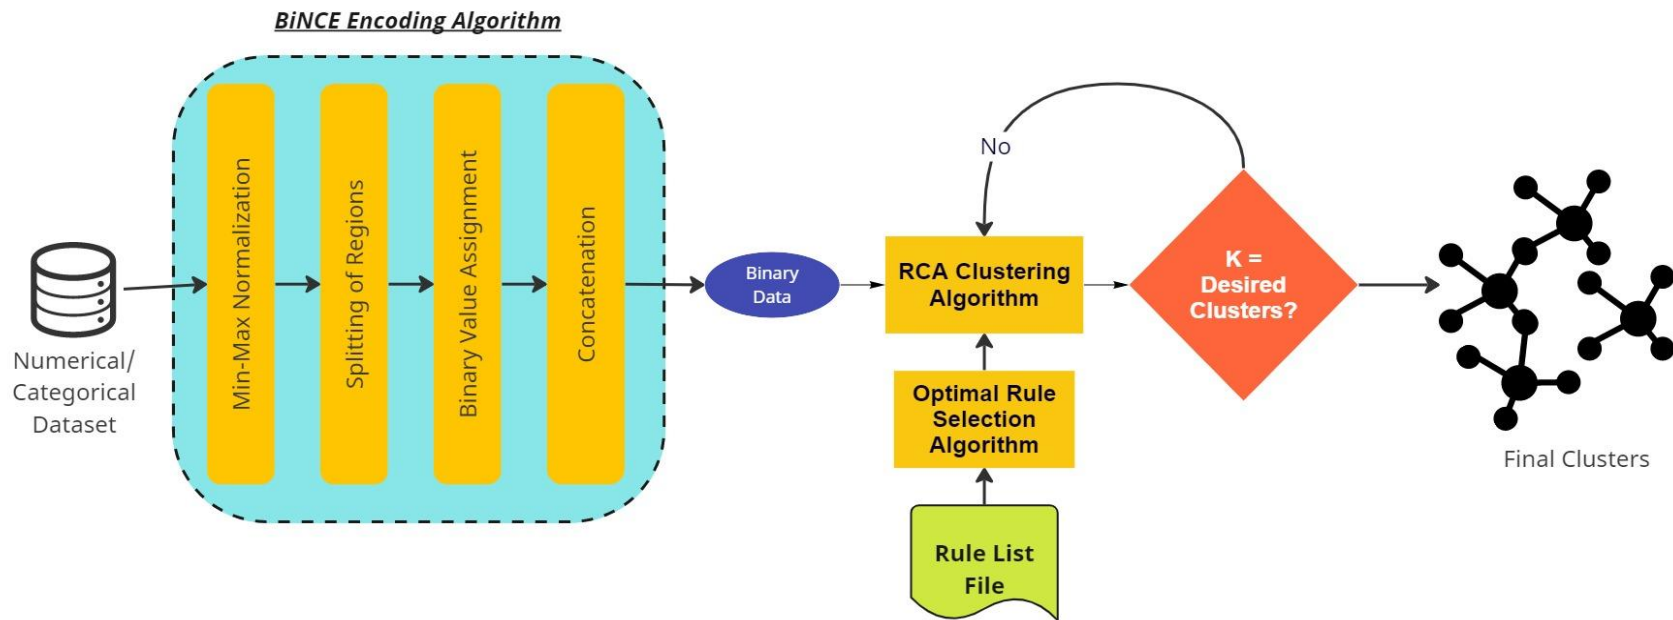 BiNCE Encoding Algorithm
Numerical/
Categorical
Dataset
Min-Max Normalization
Splitting of Regions
Binary Value Assignment
Concatenation
Binary
Data
No
RCA Clustering
Algorithm
Optimal Rule
Selection
Algorithm
Rule List
File
K =
Desired
Clusters?
Final Clusters